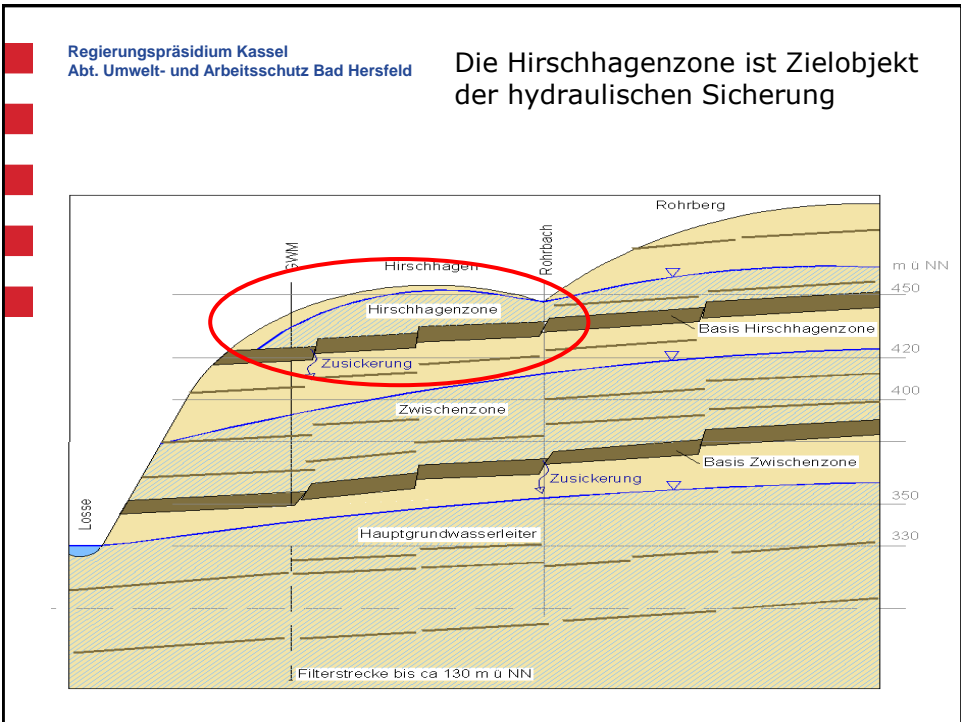 Regierungspräsidium Kassel
Abt. Umwelt- und Arbeitsschutz Bad Hersfeld
Die Hirschhagenzone ist Zielobjekt
der hydraulischen Sicherung
Rohrberg
GWM
Hirschhagen
Rohrbach
m ü NN
450
Hirschhagenzone
Basis Hirschhagenzone
420
Zusickerung
400
Zwischenzone
Basis Zwischenzone
Zusickerung
350
Losse
Hauptgrundwasserleiter
330
Filterstrecke bis ca 130 m ü NN